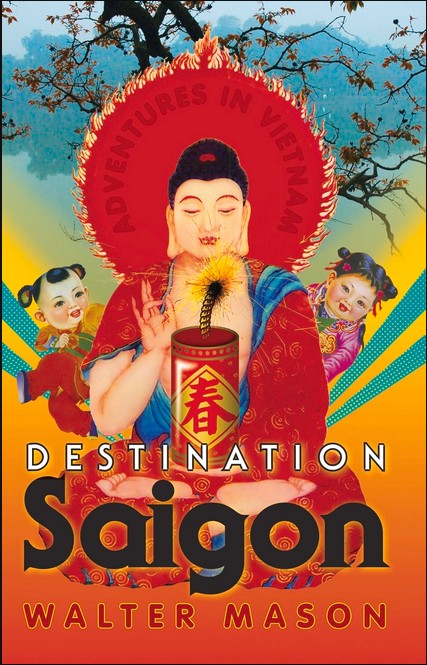 ADVENTURES IN VIETNAM
春
DESTINATION
Saigon
WALTER MASON